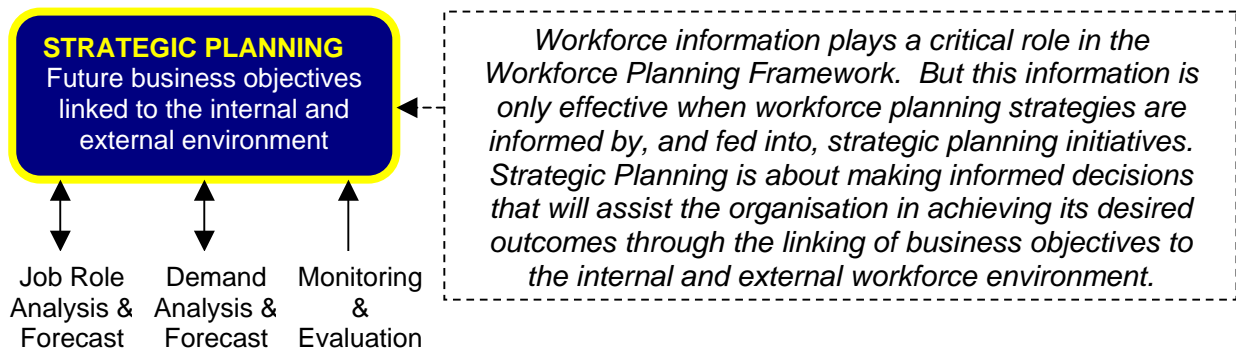 STRATEGIC PLANNING
Future business objectives
linked to the internal and
external environment
Workforce information plays a critical role in the
Workforce Planning Framework.  But this information is
only effective when workforce planning strategies are
informed by, and fed into, strategic planning initiatives.
Strategic Planning is about making informed decisions
that will assist the organisation in achieving its desired
outcomes through the linking of business objectives to
the internal and external workforce environment.
Job Role
Analysis &
Forecast
Demand
Analysis &
Forecast
Monitoring
&
Evaluation